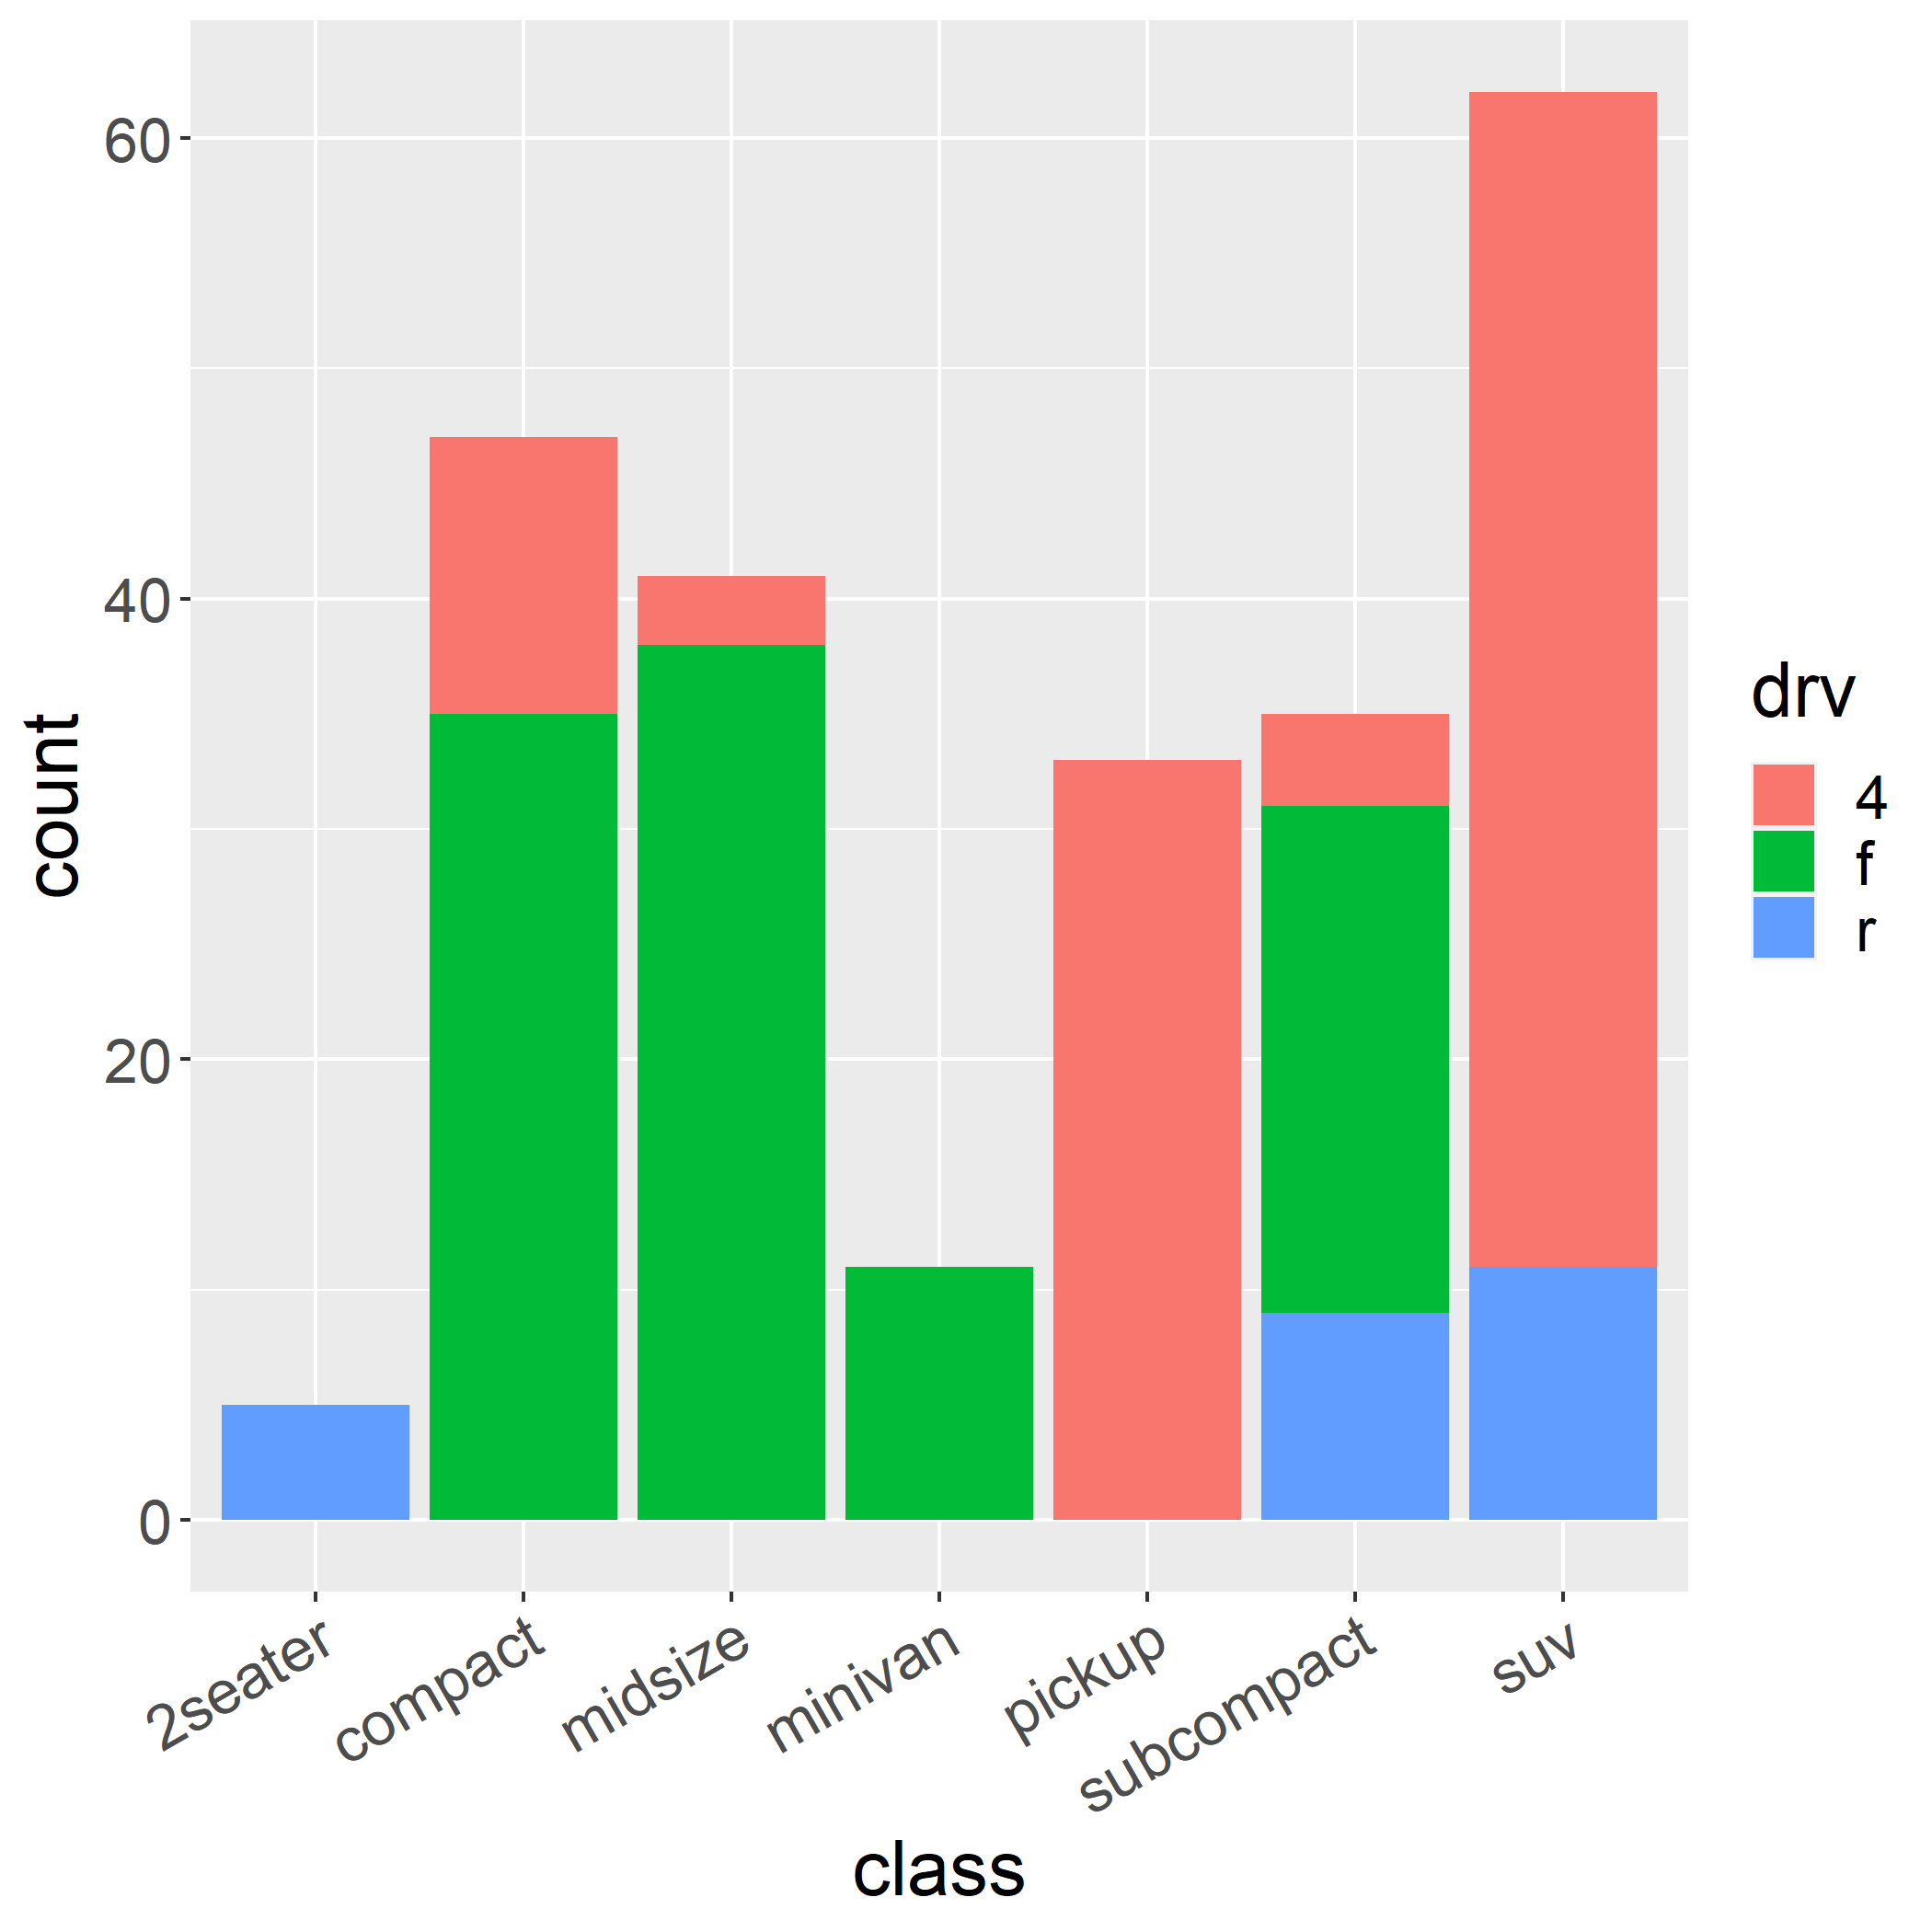 count
60
40
20
0
2seater
compact
midsize
minivan
pickup
subcompact
suv
class
drv
4
f
r